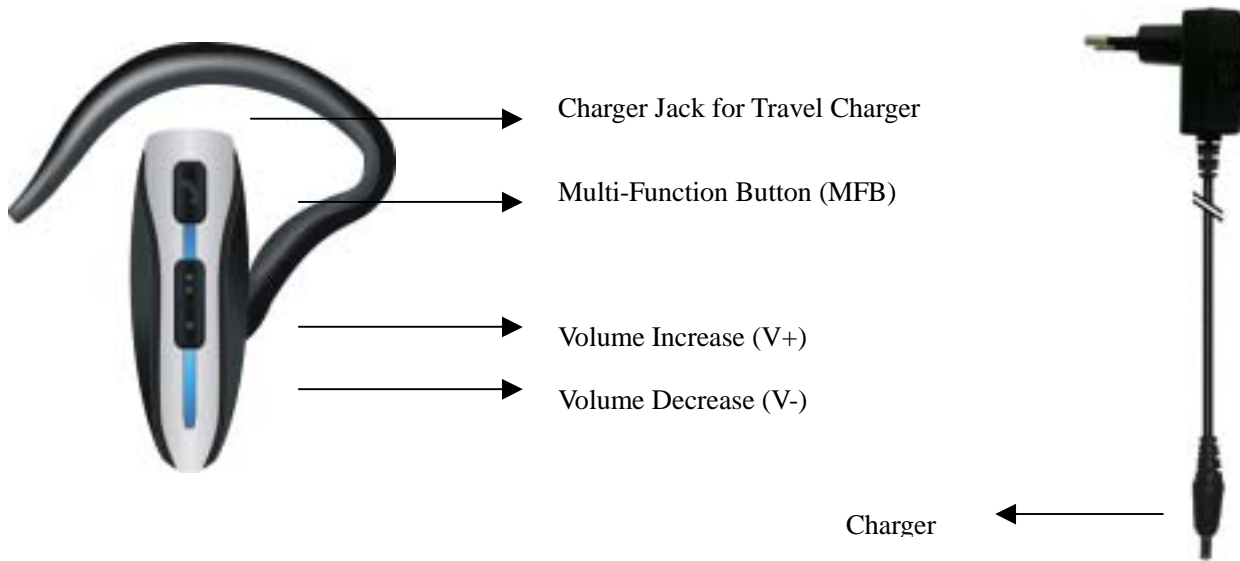 Charger Jack for Travel Charger
Multi-Function Button (MFB)
Volume Increase (V+)
Volume Decrease (V-)
Charger